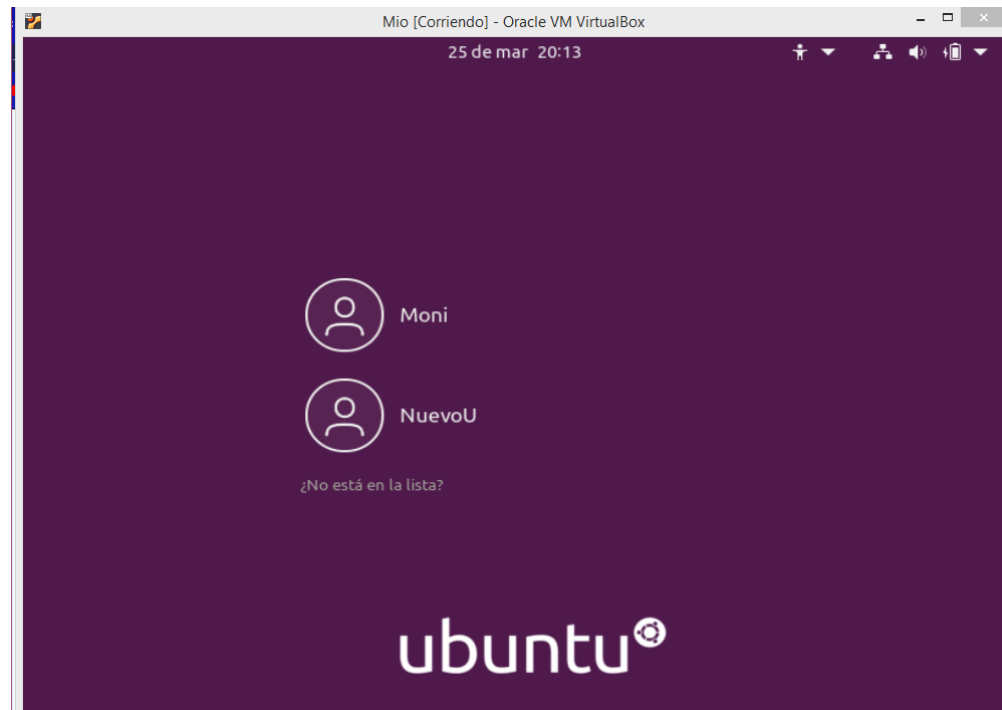 Mio [Corriendo] - Oracle VM VirtualBox
25 de mar 20:13
Moni
NuevoU
¿No está en la lista?
ubuntu